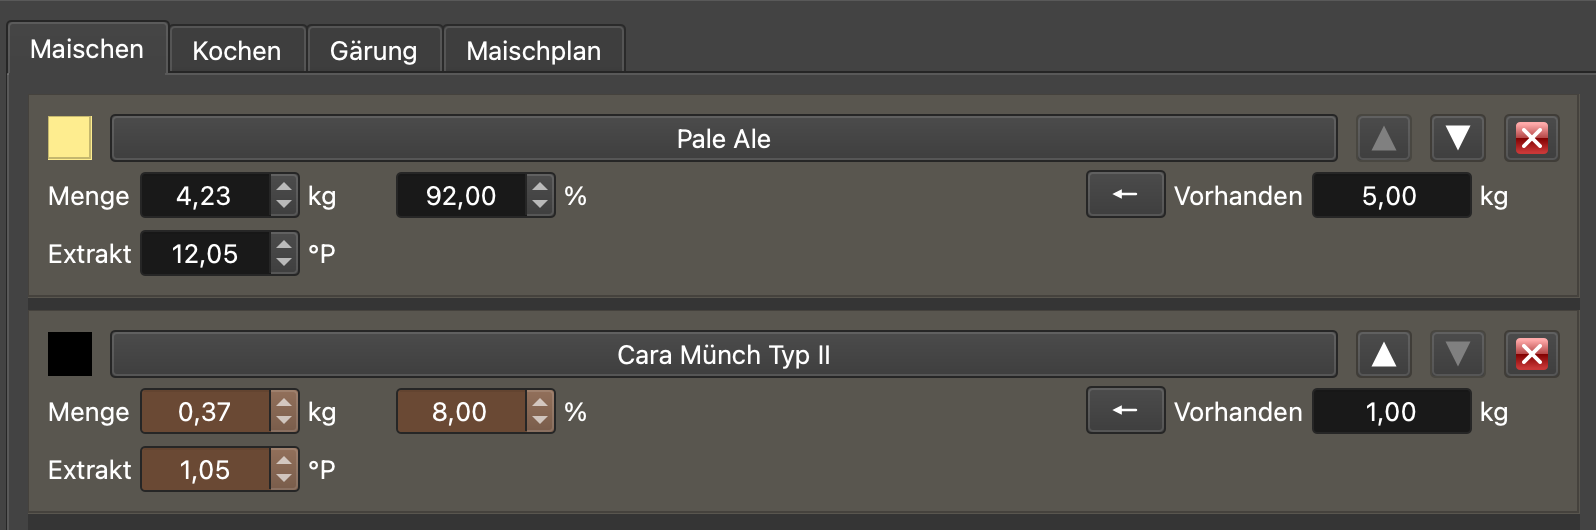 Maischen Kochen Gärung Maischplan
Pale Ale
Menge 4,23 kg 92,00 % Vorhanden 5,00 kg
Extrakt 12,05 °P
Cara Münch Typ II
Menge 0,37 kg 8,00 % Vorhanden 1,00 kg
Extrakt 1,05 °P